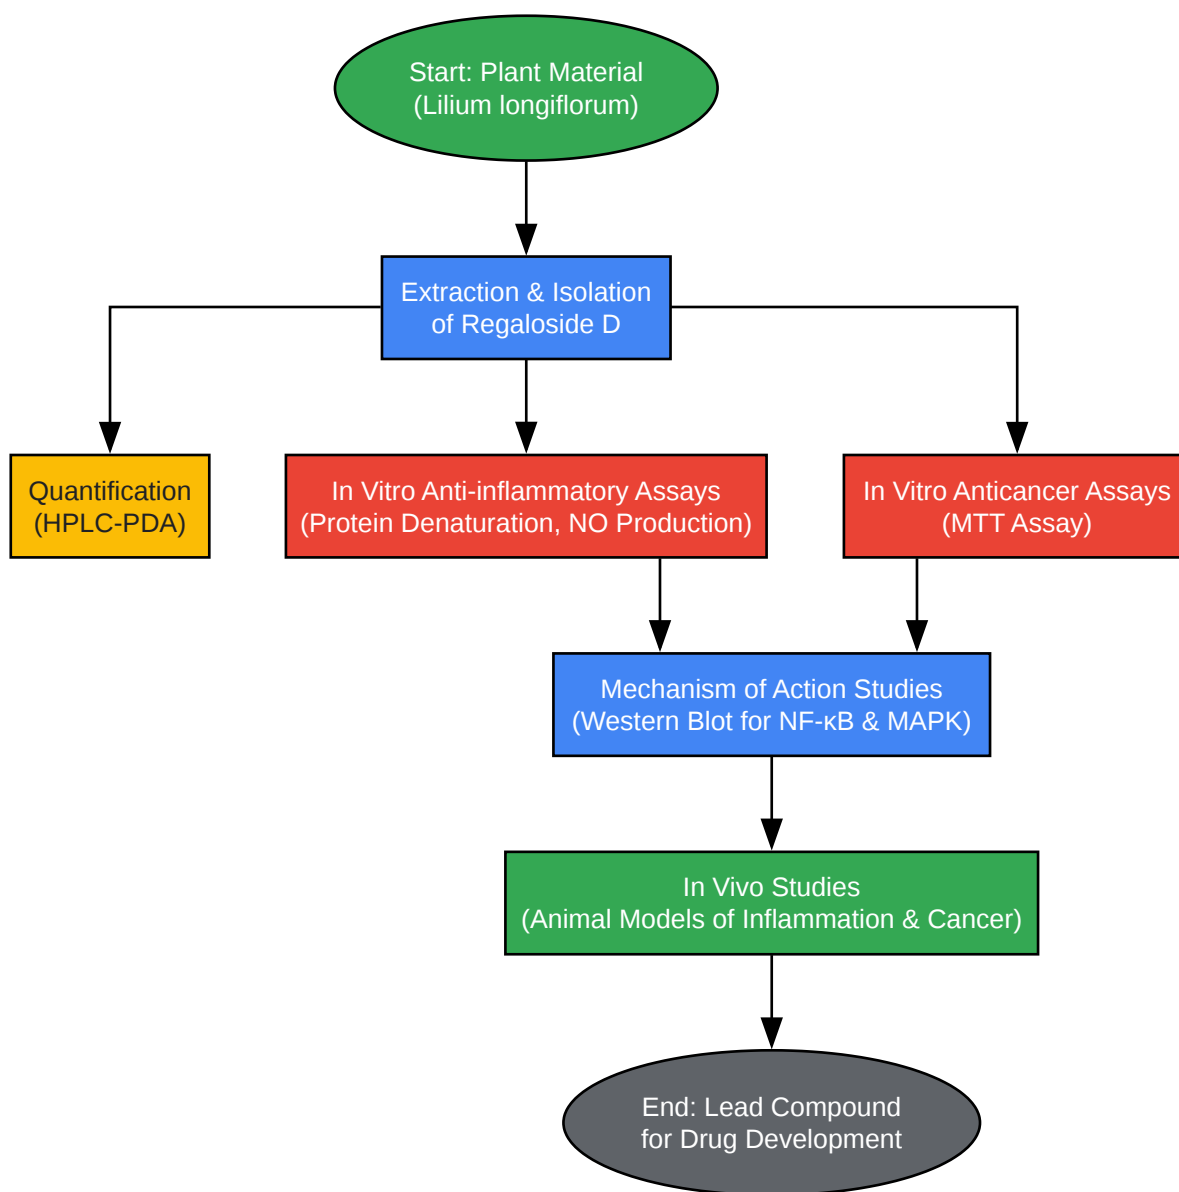 Start: Plant Material
(Lilium longiflorum)
Extraction & Isolation
of Regaloside D
Quantification
(HPLC-PDA)
In Vitro Anti-inflammatory Assays
(Protein Denaturation, NO Production)
In Vitro Anticancer Assays
(MTT Assay)
Mechanism of Action Studies
(Western Blot for NF-κB & MAPK)
In Vivo Studies
(Animal Models of Inflammation & Cancer)
End: Lead Compound
for Drug Development